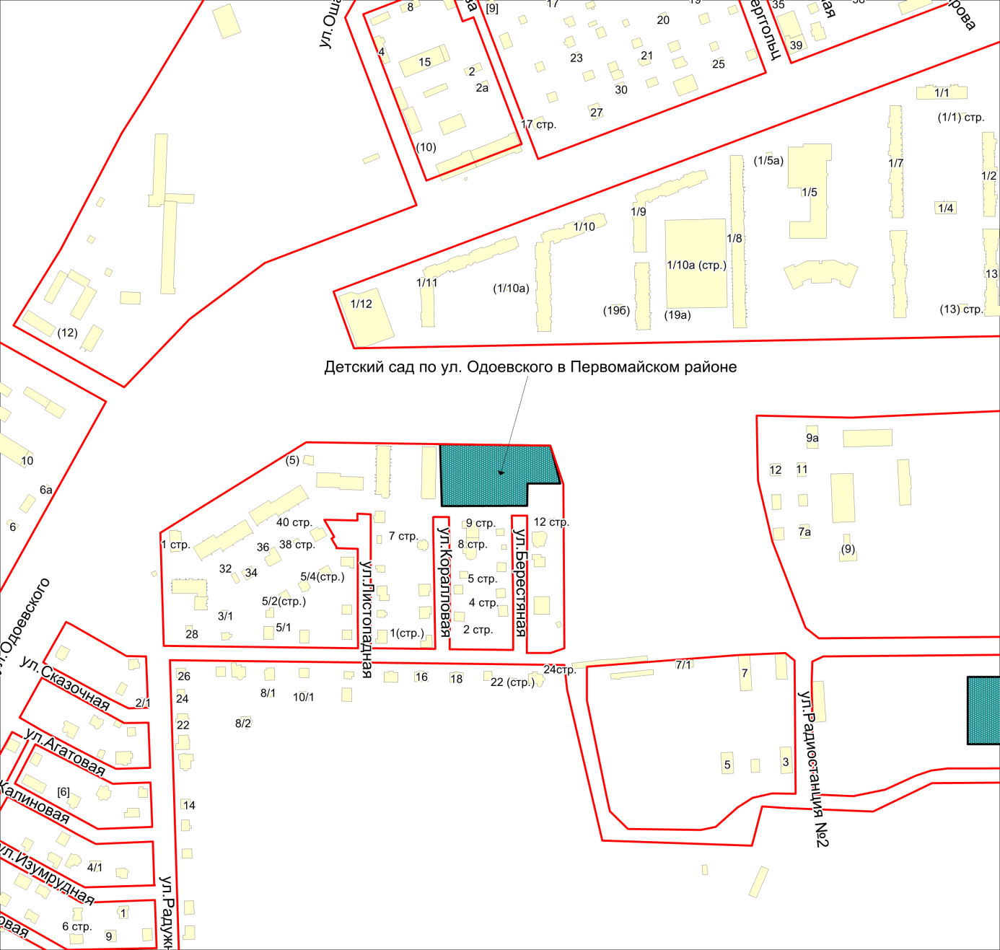 8
[9]
17
19
20
35
38
39
4
15
2
2а
23
21
25
30
27
17 стр.
(10)
1/1
(1/1) стр.
(1/5а)
1/7
1/2
1/5
1/4
1/9
1/10
1/8
1/10а (стр.)
1/11
(1/10а)
13
1/12
(19б)
(19а)
(13) стр.
(12)
Детский сад по ул. Одоевского в Первомайском районе
9а
10
(5)
12
11
6а
6
40 стр.
9 стр.
12 стр.
7 стр.
7а
1 стр.
36
38 стр.
8 стр.
(9)
32
34
5/4(стр.)
5 стр.
5/2(стр.)
4 стр.
3/1
5/1
28
1(стр.)
2 стр.
ул.Листопадная
ул.Коралловая
ул.Берестяная
ул.Сказочная
26
16
18
22 (стр.)
24стр.
7/1
7
2/1
24
8/1
10/1
22
8/2
ул.Агатовая
5
3
ул.Радиостанция №2
[6]
14
Калиновая
4/1
ул.Изумрудная
1
6 стр.
9